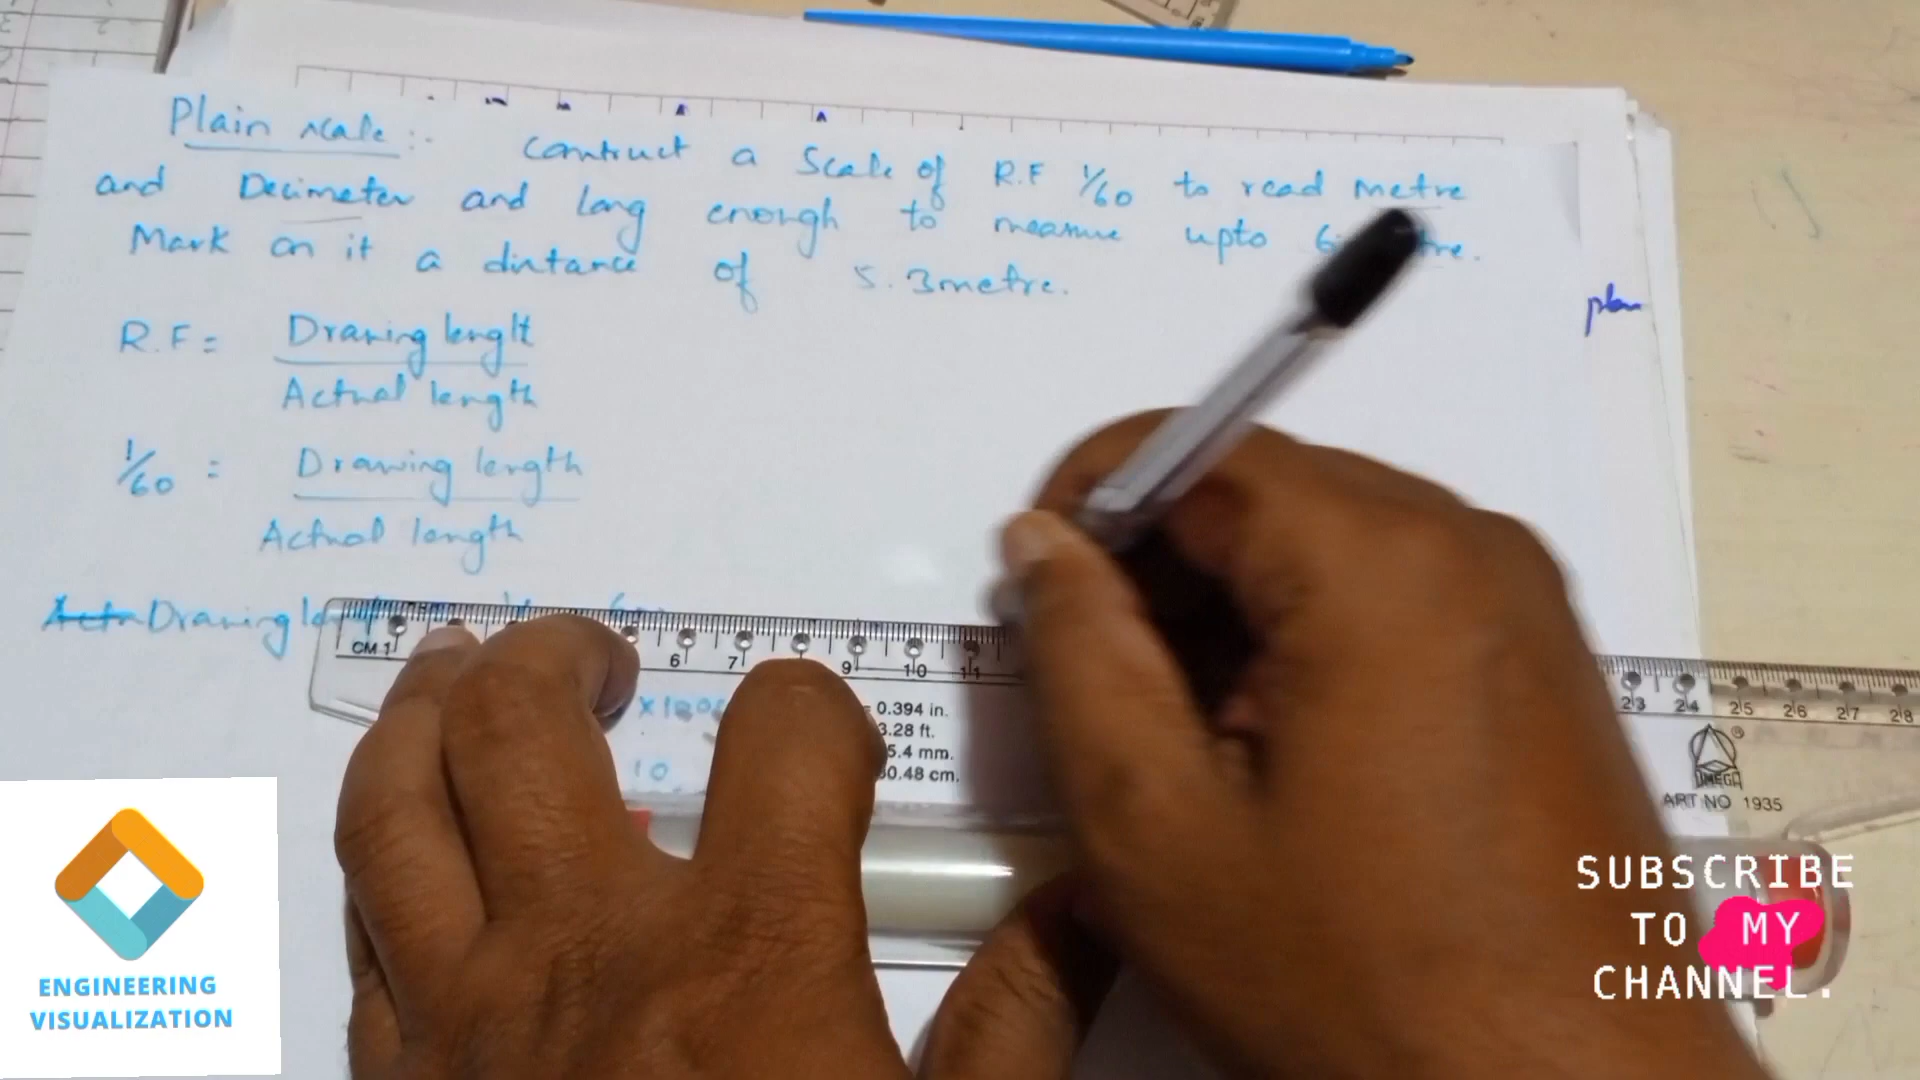 Plain scale:- Construct a Scale of R.F 1/60 to read metre
and Decimeter and long enough to measure upto
Mark on it a distance of 5.3metre.
R.F = Drawing length
Actual length
1/60 = Drawing length
Actual length
Drawing
CM 1 6 7 9 10 11 23 24 25 26 27 28
0.394 in.
3.28 ft.
5.4 mm.
30.48 cm.
10
plain
OMEGA ®
ART NO 1935
ENGINEERING
VISUALIZATION
SUBSCRIBE
TO MY
CHANNEL.